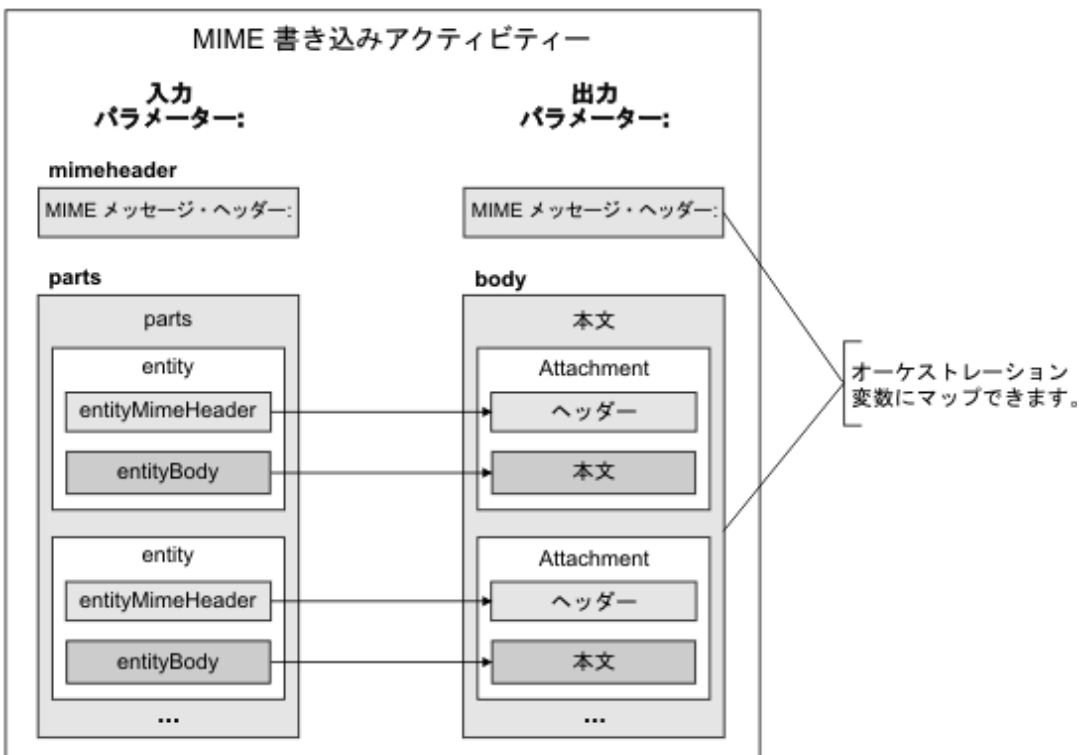 MIME 書き込みアクティビティー
入力
パラメーター:
出力
パラメーター:
mimeheader
MIME メッセージ・ヘッダー:
MIME メッセージ・ヘッダー:
parts
body
parts
entity
entityMimeHeader
entityBody
entity
entityMimeHeader
entityBody
...
本文
Attachment
ヘッダー
本文
Attachment
ヘッダー
本文
...
オーケストレーション
変数にマップできます。